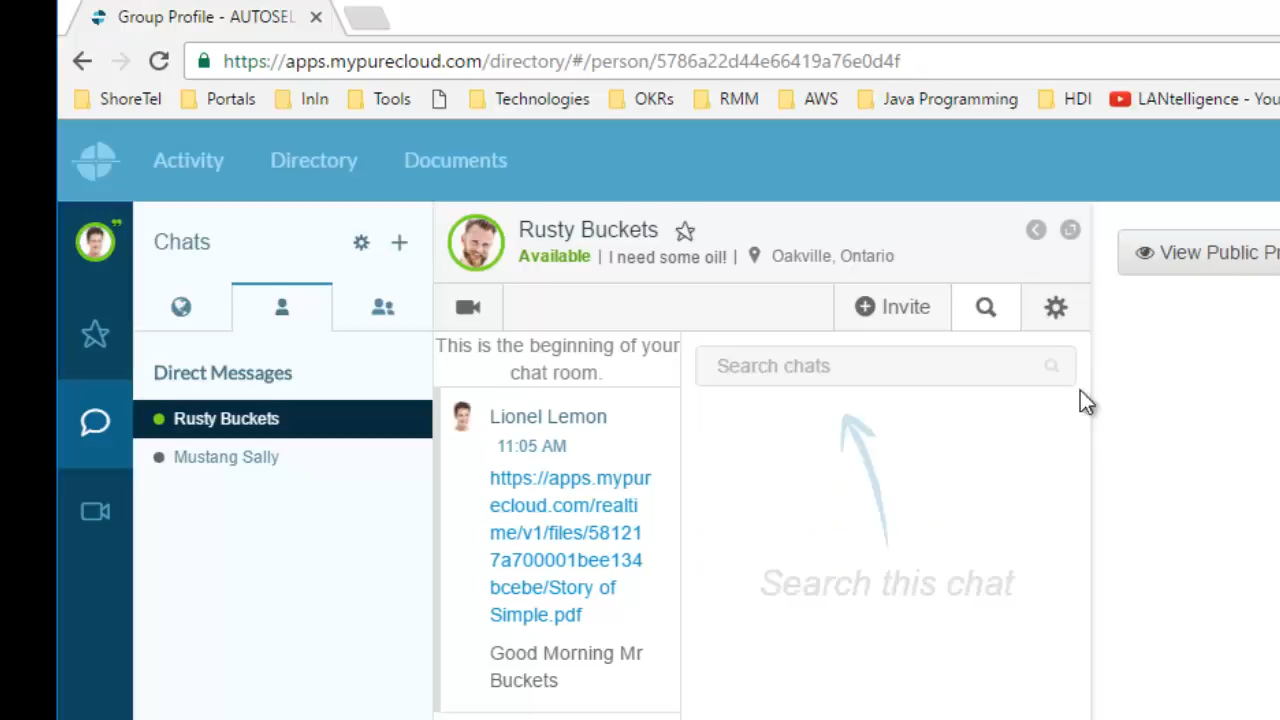 Group Profile - AUTOSEL
https://apps.mypurecloud.com/directory/#/person/5786a22d44e66419a76e0d4f
ShoreTel Portals InIn Tools Technologies OKRs RMM AWS Java Programming HDI LANtelligence - You
Activity Directory Documents
Chats
Rusty Buckets
Available | I need some oil! | Oakville, Ontario
View Public Pr
Invite
Direct Messages
Rusty Buckets
Mustang Sally
This is the beginning of your
chat room.
Lionel Lemon
11:05 AM
https://apps.mypur
ecloud.com/realti
me/v1/files/58121
7a700001bee134
bcebe/Story of
Simple.pdf
Good Morning Mr
Buckets
Search chats
Search this chat